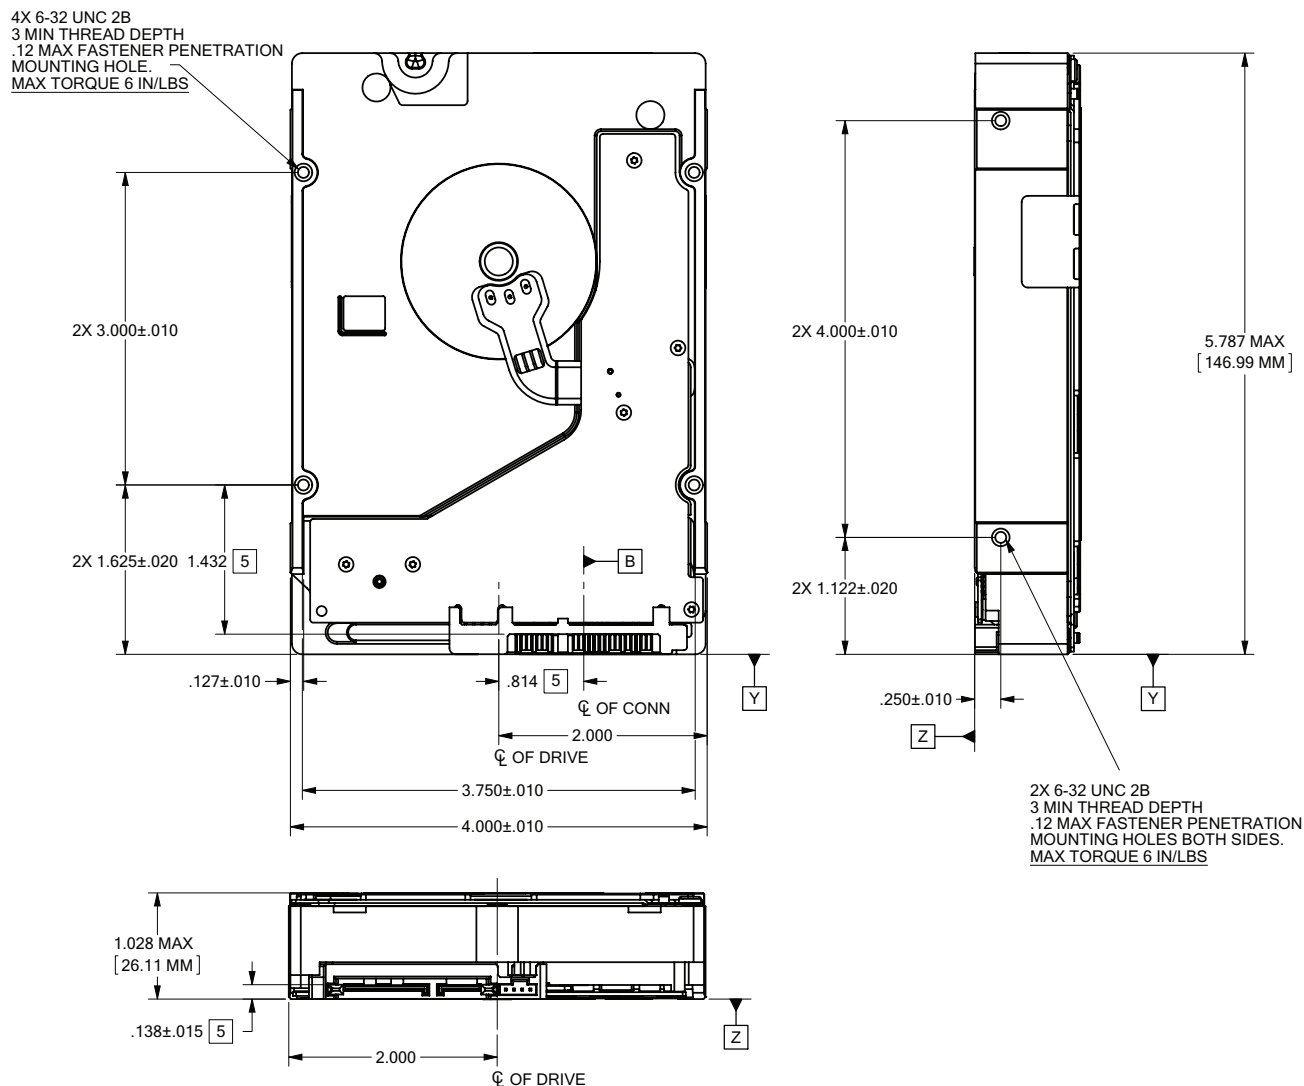 4X 6-32 UNC 2B
3 MIN THREAD DEPTH
.12 MAX FASTENER PENETRATION
MOUNTING HOLE.
MAX TORQUE 6 IN/LBS
2X 3.000±.010
2X 1.625±.020
1.432 5
B
.127±.010
.814 5
℄ OF CONN
2.000
℄ OF DRIVE
3.750±.010
4.000±.010
Y
2X 4.000±.010
5.787 MAX
[146.99 MM]
2X 1.122±.020
.250±.010
Z
Y
2X 6-32 UNC 2B
3 MIN THREAD DEPTH
.12 MAX FASTENER PENETRATION
MOUNTING HOLES BOTH SIDES.
MAX TORQUE 6 IN/LBS
1.028 MAX
[26.11 MM]
.138±.015 5
Z
2.000
℄ OF DRIVE